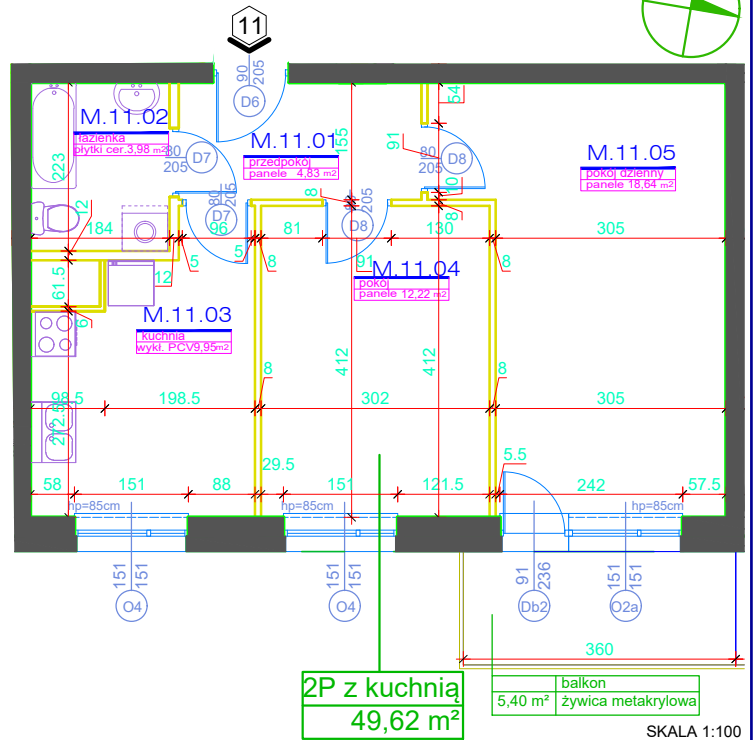 11
90
205
D6
M.11.02
łazienka
płytki cer.3,98 m²
80
205
D7
M.11.01
przedpokój
panele 4,83 m²
155
54
91
80
205
D8
10
8
M.11.05
pokój dzienny
panele 18,64 m²
223
12
184
80
205
D7
96
5
5
8
12
8
90
205
D8
81
91
130
8
305
M.11.04
pokój
panele 12,22 m²
61.5
6
M.11.03
kuchnia
wykł. PCV9,95m²
412
412
8
8
98.5
198.5
302
305
212.5
29.5
5.5
58
151
88
151
121.5
242
57.5
hp=85cm
hp=85cm
hp=85cm
151
151
O4
151
151
O4
91
236
Db2
151
151
O2a
360
2P z kuchnią
49,62 m²
balkon
5,40 m² żywica metakrylowa
SKALA 1:100